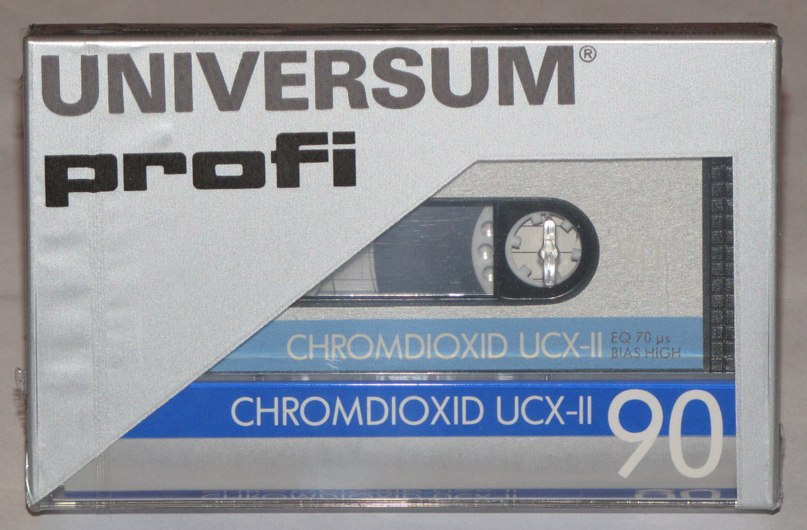 UNIVERSUM®
profi
CHROMDIOXID UCX-II
EQ 70 µs
BIAS HIGH
CHROMDIOXID UCX-II
90